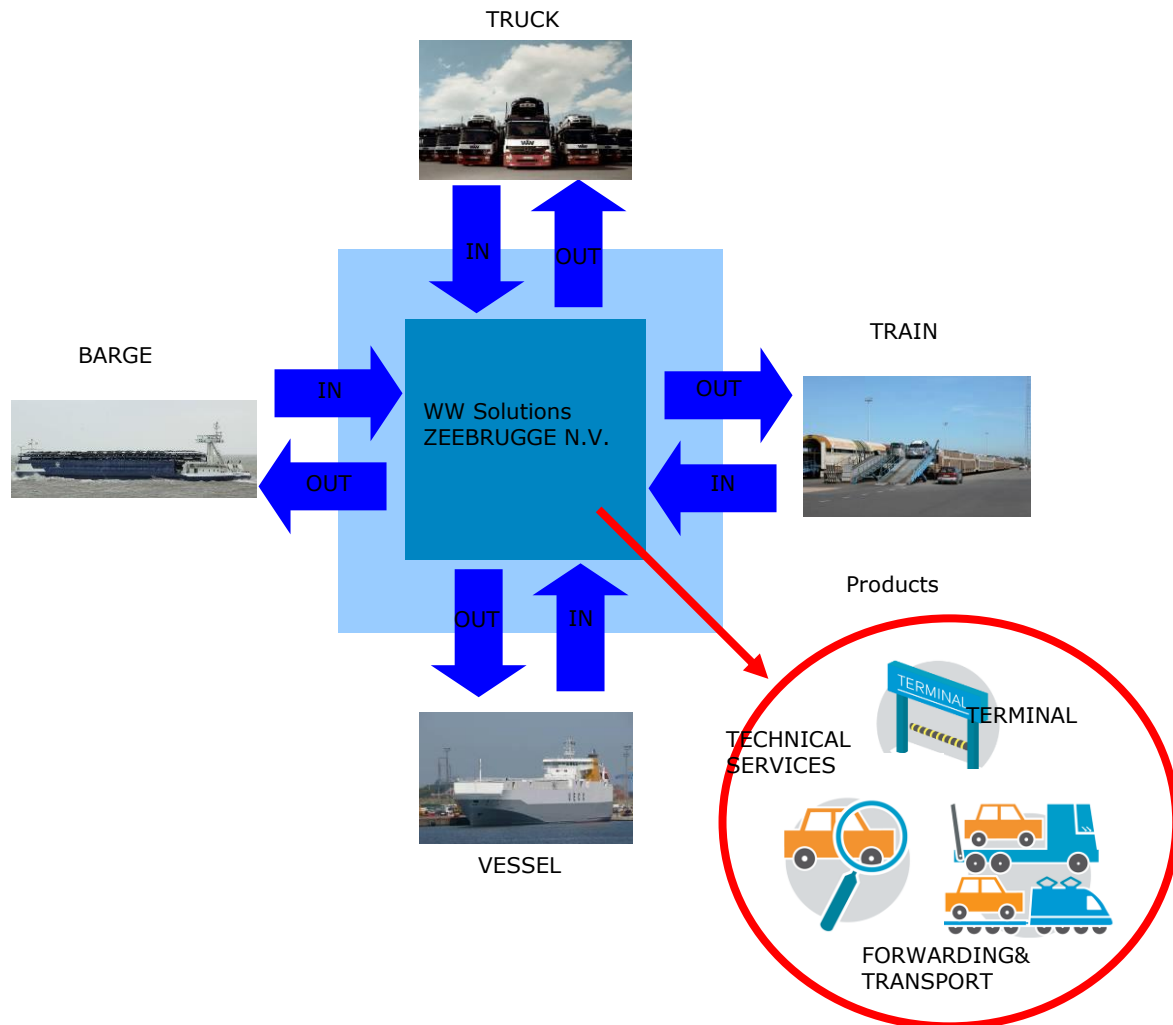 TRUCK
IN
OUT
BARGE
IN
OUT
WW Solutions
ZEEBRUGGE N.V.
TRAIN
OUT
IN
OUT
IN
VESSEL
Products
TERMINAL
TERMINAL
TECHNICAL
SERVICES
FORWARDING&
TRANSPORT